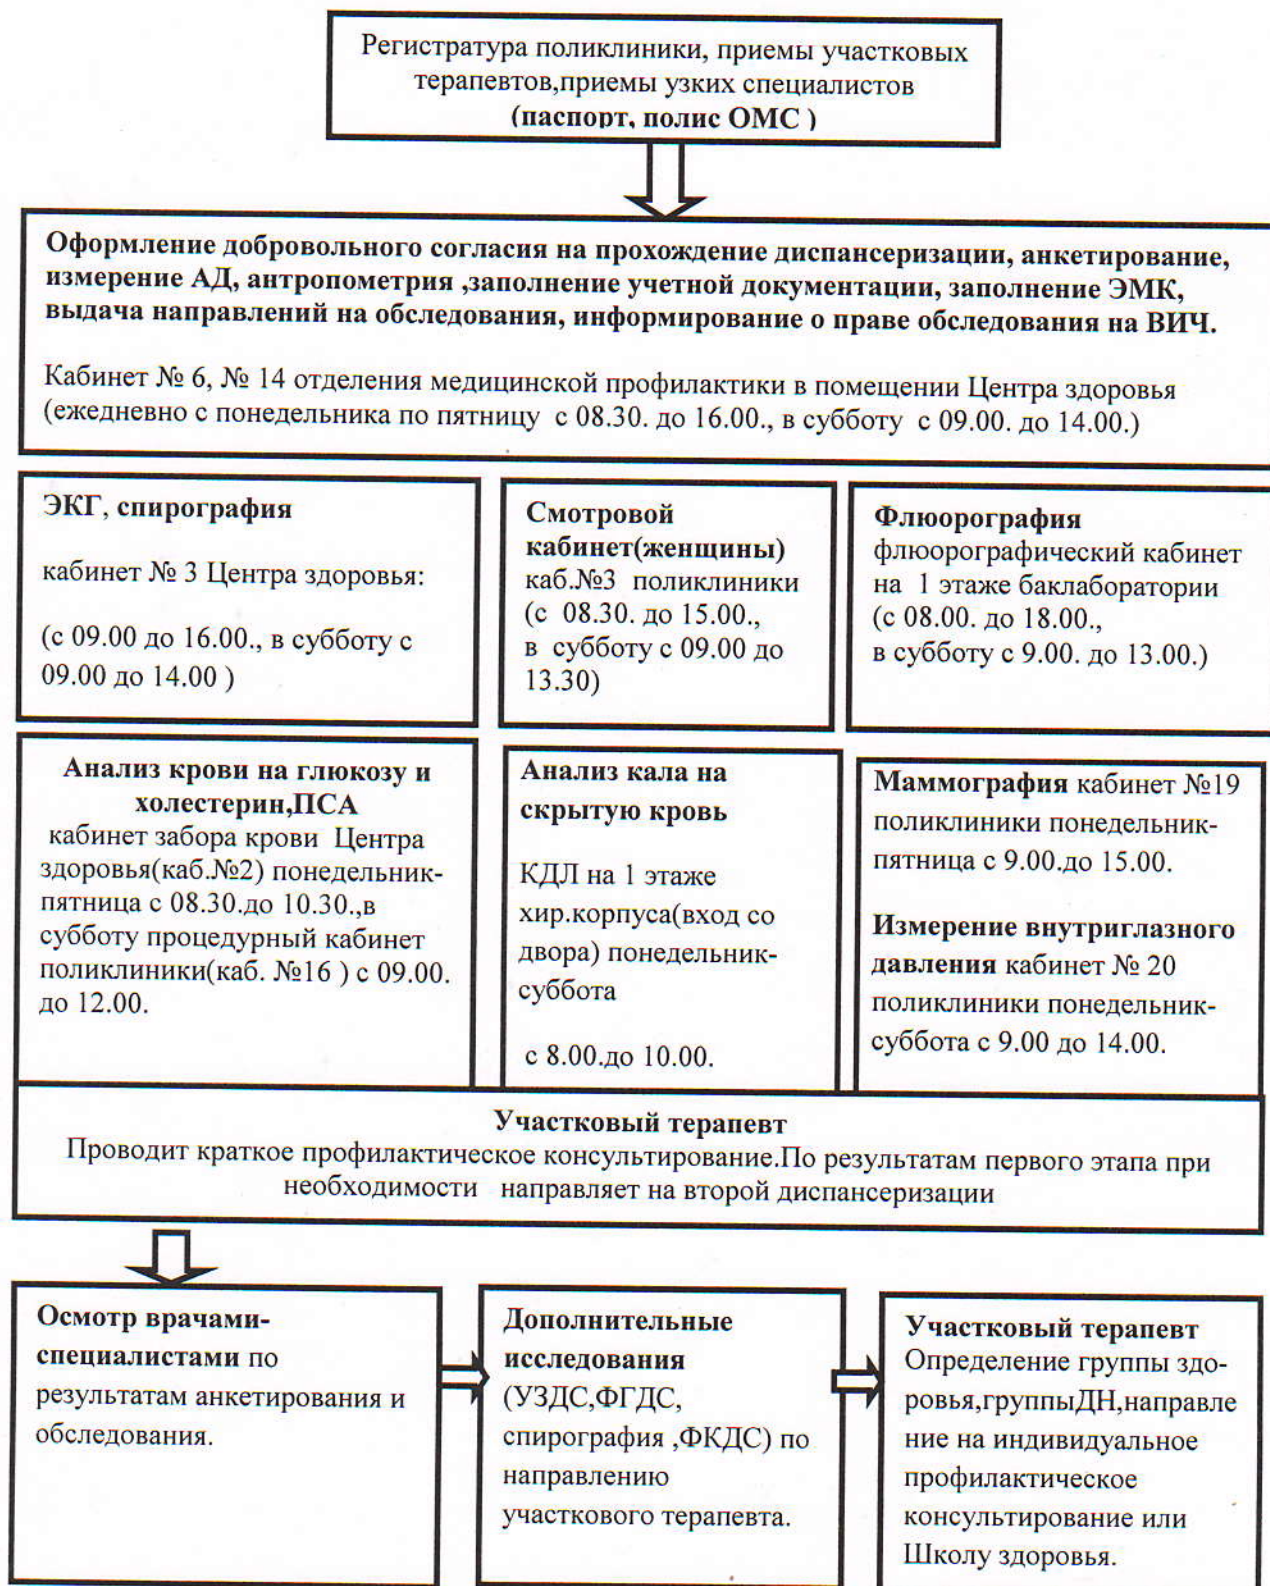 Регистратура поликлиники, приемы участковых
терапевтов,приемы узких специалистов
(паспорт, полис ОМС )
Оформление добровольного согласия на прохождение диспансеризации, анкетирование,
измерение АД, антропометрия ,заполнение учетной документации, заполнение ЭМК,
выдача направлений на обследования, информирование о праве обследования на ВИЧ.
Кабинет № 6, № 14 отделения медицинской профилактики в помещении Центра здоровья
(ежедневно с понедельника по пятницу с 08.30. до 16.00., в субботу с 09.00. до 14.00.)
ЭКГ, спирография
кабинет № 3 Центра здоровья:
(с 09.00 до 16.00., в субботу с
09.00 до 14.00 )
Смотровой
кабинет(женщины)
каб.№3 поликлиники
(с 08.30. до 15.00.,
в субботу с 09.00 до
13.30)
Флюорография
флюорографический кабинет
на 1 этаже баклаборатории
(с 08.00. до 18.00.,
в субботу с 9.00. до 13.00.)
Анализ крови на глюкозу и
холестерин,ПСА
кабинет забора крови Центра
здоровья(каб.№2) понедельник-
пятница с 08.30.до 10.30.,в
субботу процедурный кабинет
поликлиники(каб. №16 ) с 09.00.
до 12.00.
Анализ кала на
скрытую кровь
КДЛ на 1 этаже
хир.корпуса(вход со
двора) понедельник-
суббота
с 8.00.до 10.00.
Маммография кабинет №19
поликлиники понедельник-
пятница с 9.00.до 15.00.
Измерение внутриглазного
давления кабинет № 20
поликлиники понедельник-
суббота с 9.00 до 14.00.
Участковый терапевт
Проводит краткое профилактическое консультирование.По результатам первого этапа при
необходимости направляет на второй диспансеризации
Осмотр врачами-
специалистами по
результатам анкетирования и
обследования.
Дополнительные
исследования
(УЗДС,ФГДС,
спирография ,ФКДС) по
направлению
участкового терапевта.
Участковый терапевт
Определение группы здо-
ровья,группыДН,направле
ние на индивидуальное
профилактическое
консультирование или
Школу здоровья.